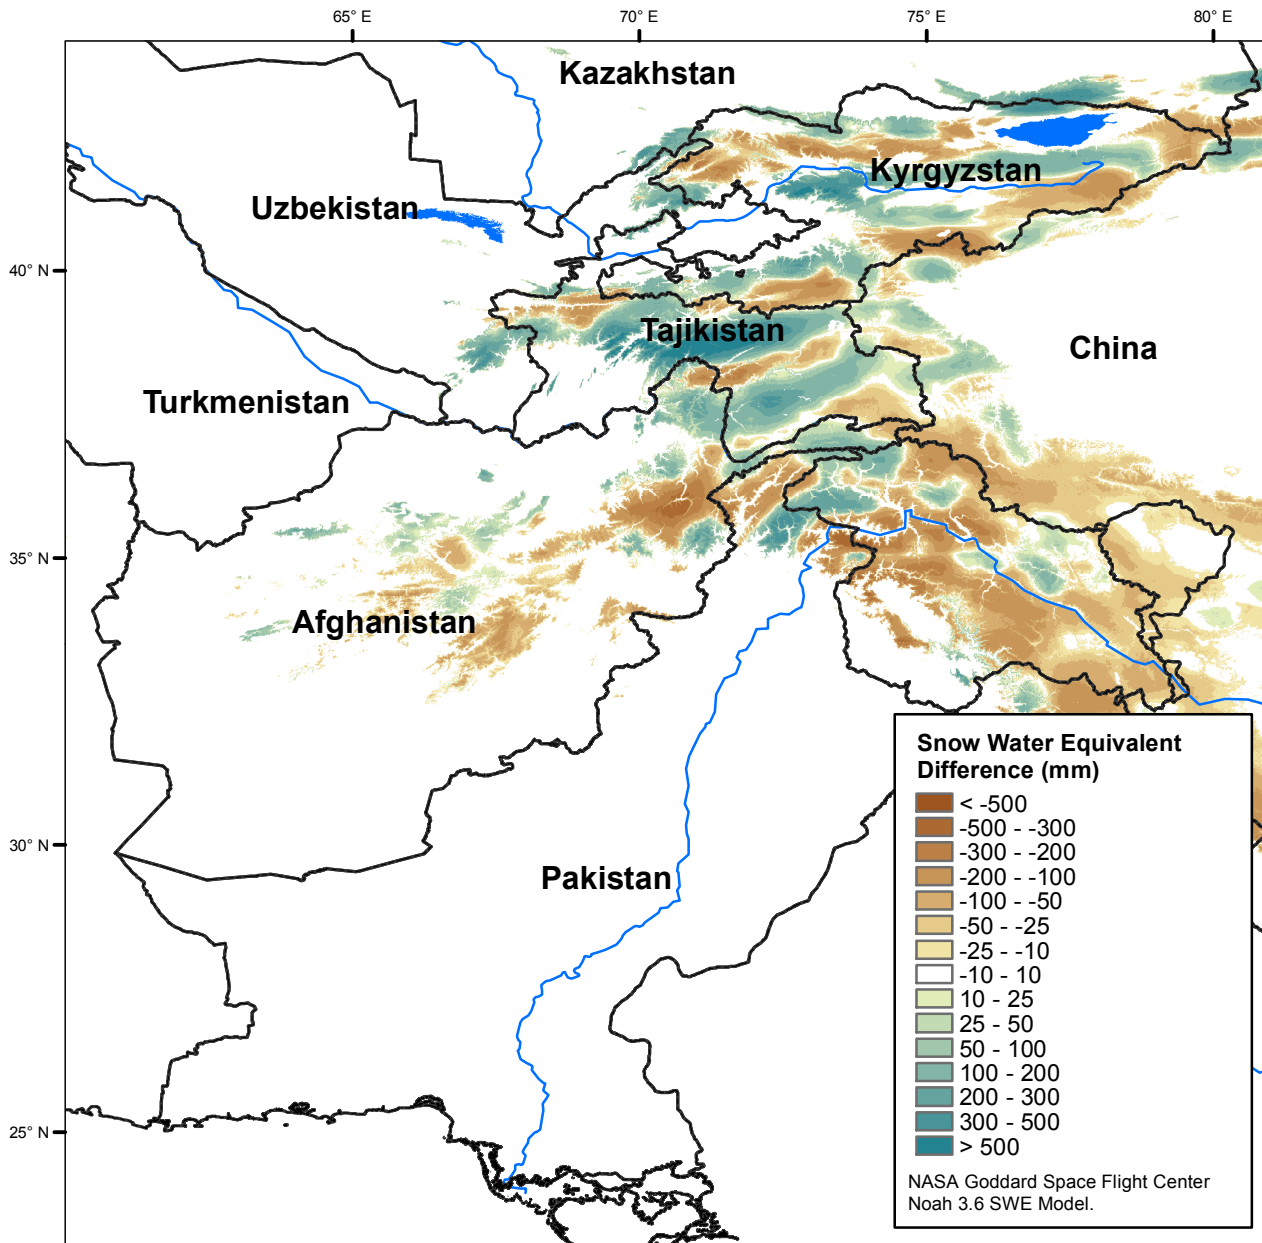 65° E
70° E
75° E
80° E
Kazakhstan
Kyrgyzstan
Uzbekistan
40° N
Tajikistan
China
Turkmenistan
35° N
Afghanistan
30° N
Pakistan
25° N
Snow Water Equivalent
Difference (mm)
< -500
-500 - -300
-300 - -200
-200 - -100
-100 - -50
-50 - -25
-25 - -10
-10 - 10
10 - 25
25 - 50
50 - 100
100 - 200
200 - 300
300 - 500
> 500
NASA Goddard Space Flight Center
Noah 3.6 SWE Model.